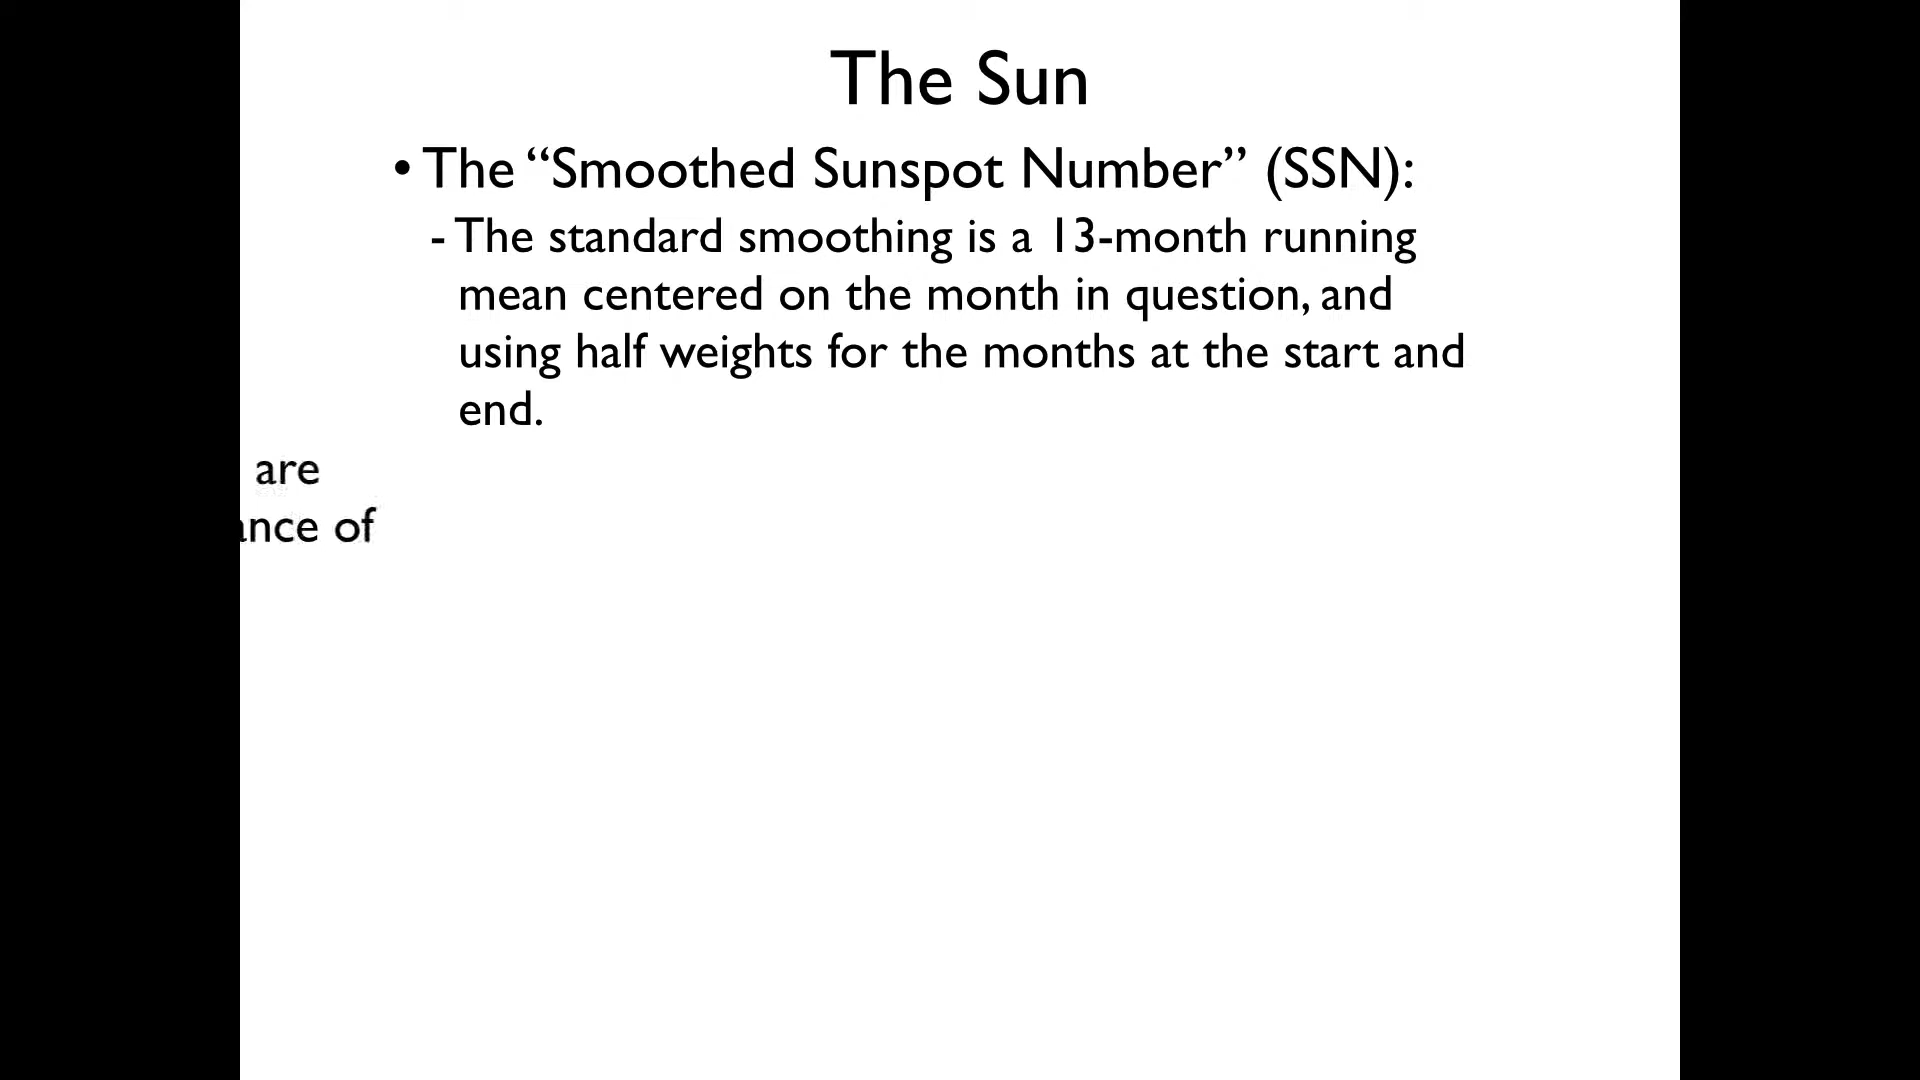 The Sun
• The “Smoothed Sunspot Number” (SSN):
- The standard smoothing is a 13-month running
mean centered on the month in question, and
using half weights for the months at the start and
end.
are
of